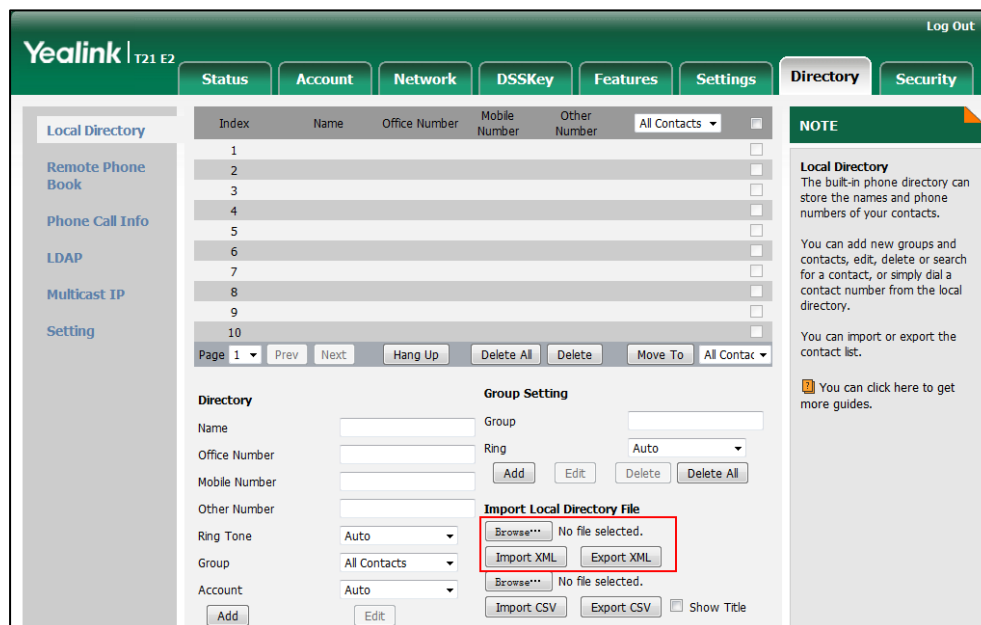 Log Out
Yealink T21 E2
Status Account Network DSSKey Features Settings Directory Security
Local Directory
Remote Phone
Book
Phone Call Info
LDAP
Multicast IP
Setting
Index Name Office Number Mobile Number Other Number All Contacts
1
2
3
4
5
6
7
8
9
10
Page 1 Prev Next Hang Up Delete All Delete Move To All Contac
Directory
Name
Office Number
Mobile Number
Other Number
Ring Tone Auto
Group All Contacts
Account Auto
Add Edit
Group Setting
Group
Ring Auto
Add Edit Delete Delete All
Import Local Directory File
Browse... No file selected.
Import XML Export XML
Browse... No file selected.
Import CSV Export CSV Show Title
NOTE
Local Directory
The built-in phone directory can
store the names and phone
numbers of your contacts.
You can add new groups and
contacts, edit, delete or search
for a contact, or simply dial a
contact number from the local
directory.
You can import or export the
contact list.
? You can click here to get
more guides.